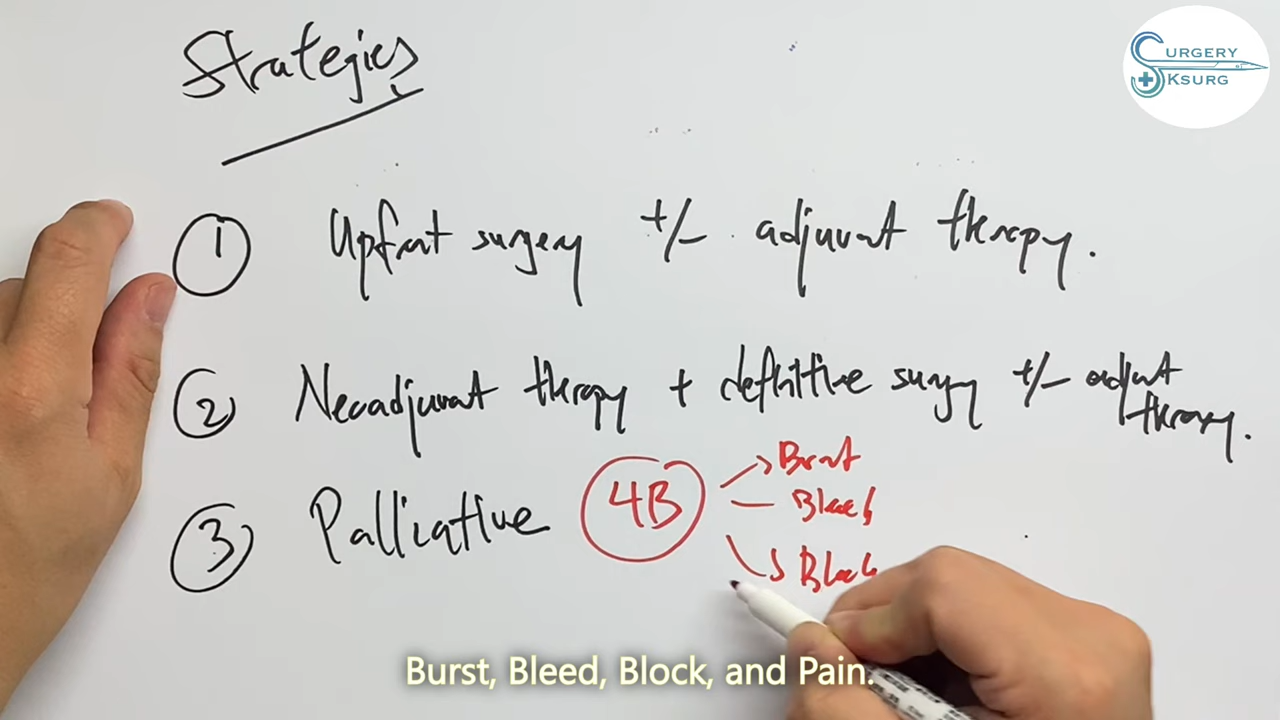 SURGERY
SKSURG
Strategies
1 Upfront surgery +/- adjuvant therapy.
2 Neoadjuvant therapy + definitive surgery +/- adjuvant therapy.
3 Palliative 4B
Burst
Bleed
Block
Burst, Bleed, Block, and Pain.